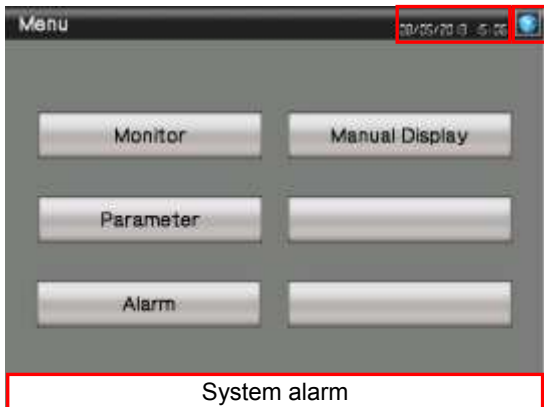 Menu
Monitor
Manual Display
Parameter
Alarm
System alarm